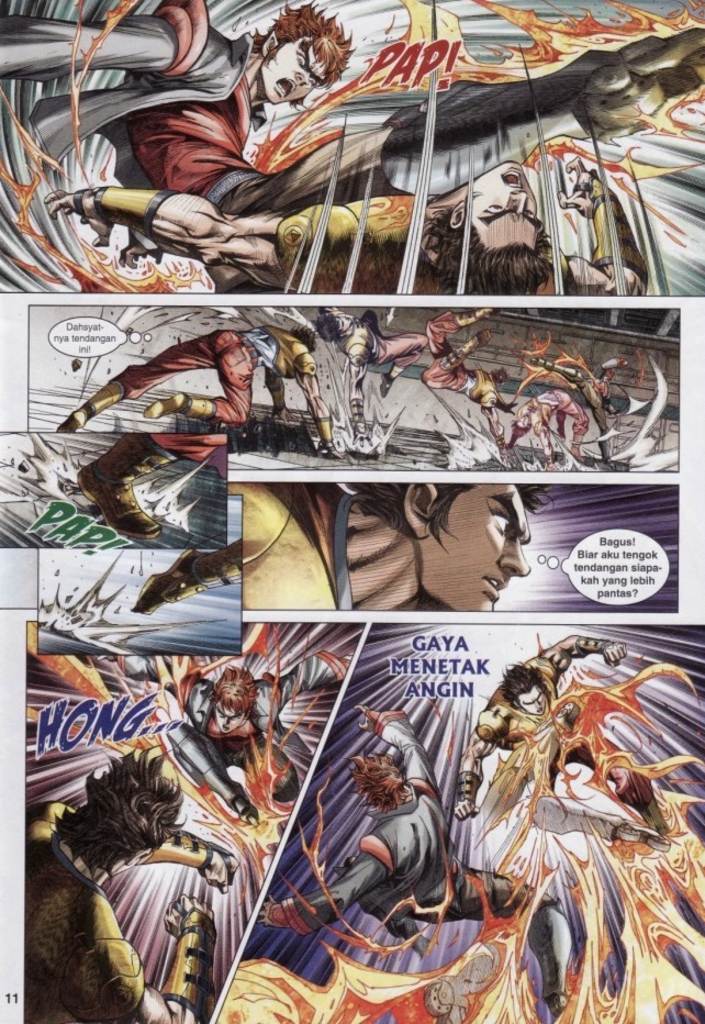 PAP!
Dahsyat-
nya tendangan
ini!
PAP!
Bagus!
Biar aku tengok
tendangan siapa-
kah yang lebih
pantas?
HONG...
GAYA
MENETAK
ANGIN
11